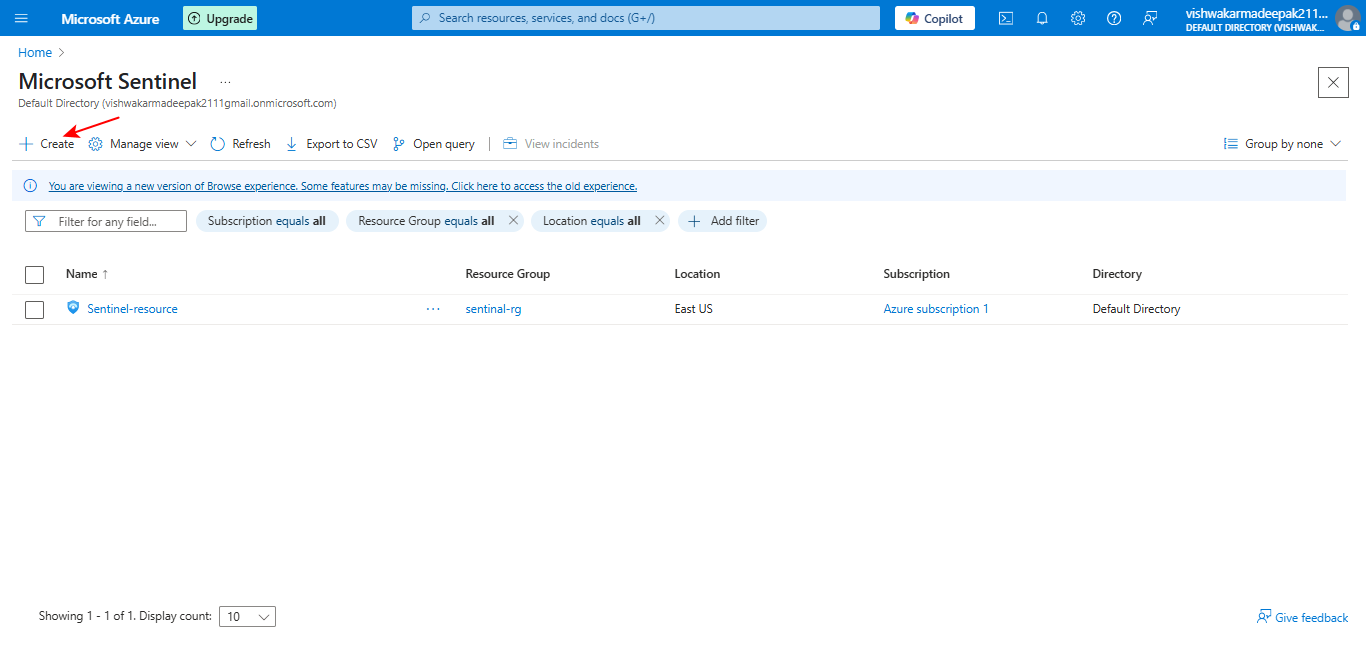 Microsoft Azure Upgrade Search resources, services, and docs (G+/) Copilot vishwakarmadeepak211...
DEFAULT DIRECTORY (VISHWAK...
Home
Microsoft Sentinel ...
Default Directory (vishwakarmadeepak2111gmail.onmicrosoft.com)
Create Manage view Refresh Export to CSV Open query View incidents Group by none
You are viewing a new version of Browse experience. Some features may be missing. Click here to access the old experience.
Filter for any field... Subscription equals all Resource Group equals all Location equals all Add filter
Name ↑ Resource Group Location Subscription Directory
Sentinel-resource ... sentinal-rg East US Azure subscription 1 Default Directory
Showing 1 - 1 of 1. Display count: 10 Give feedback